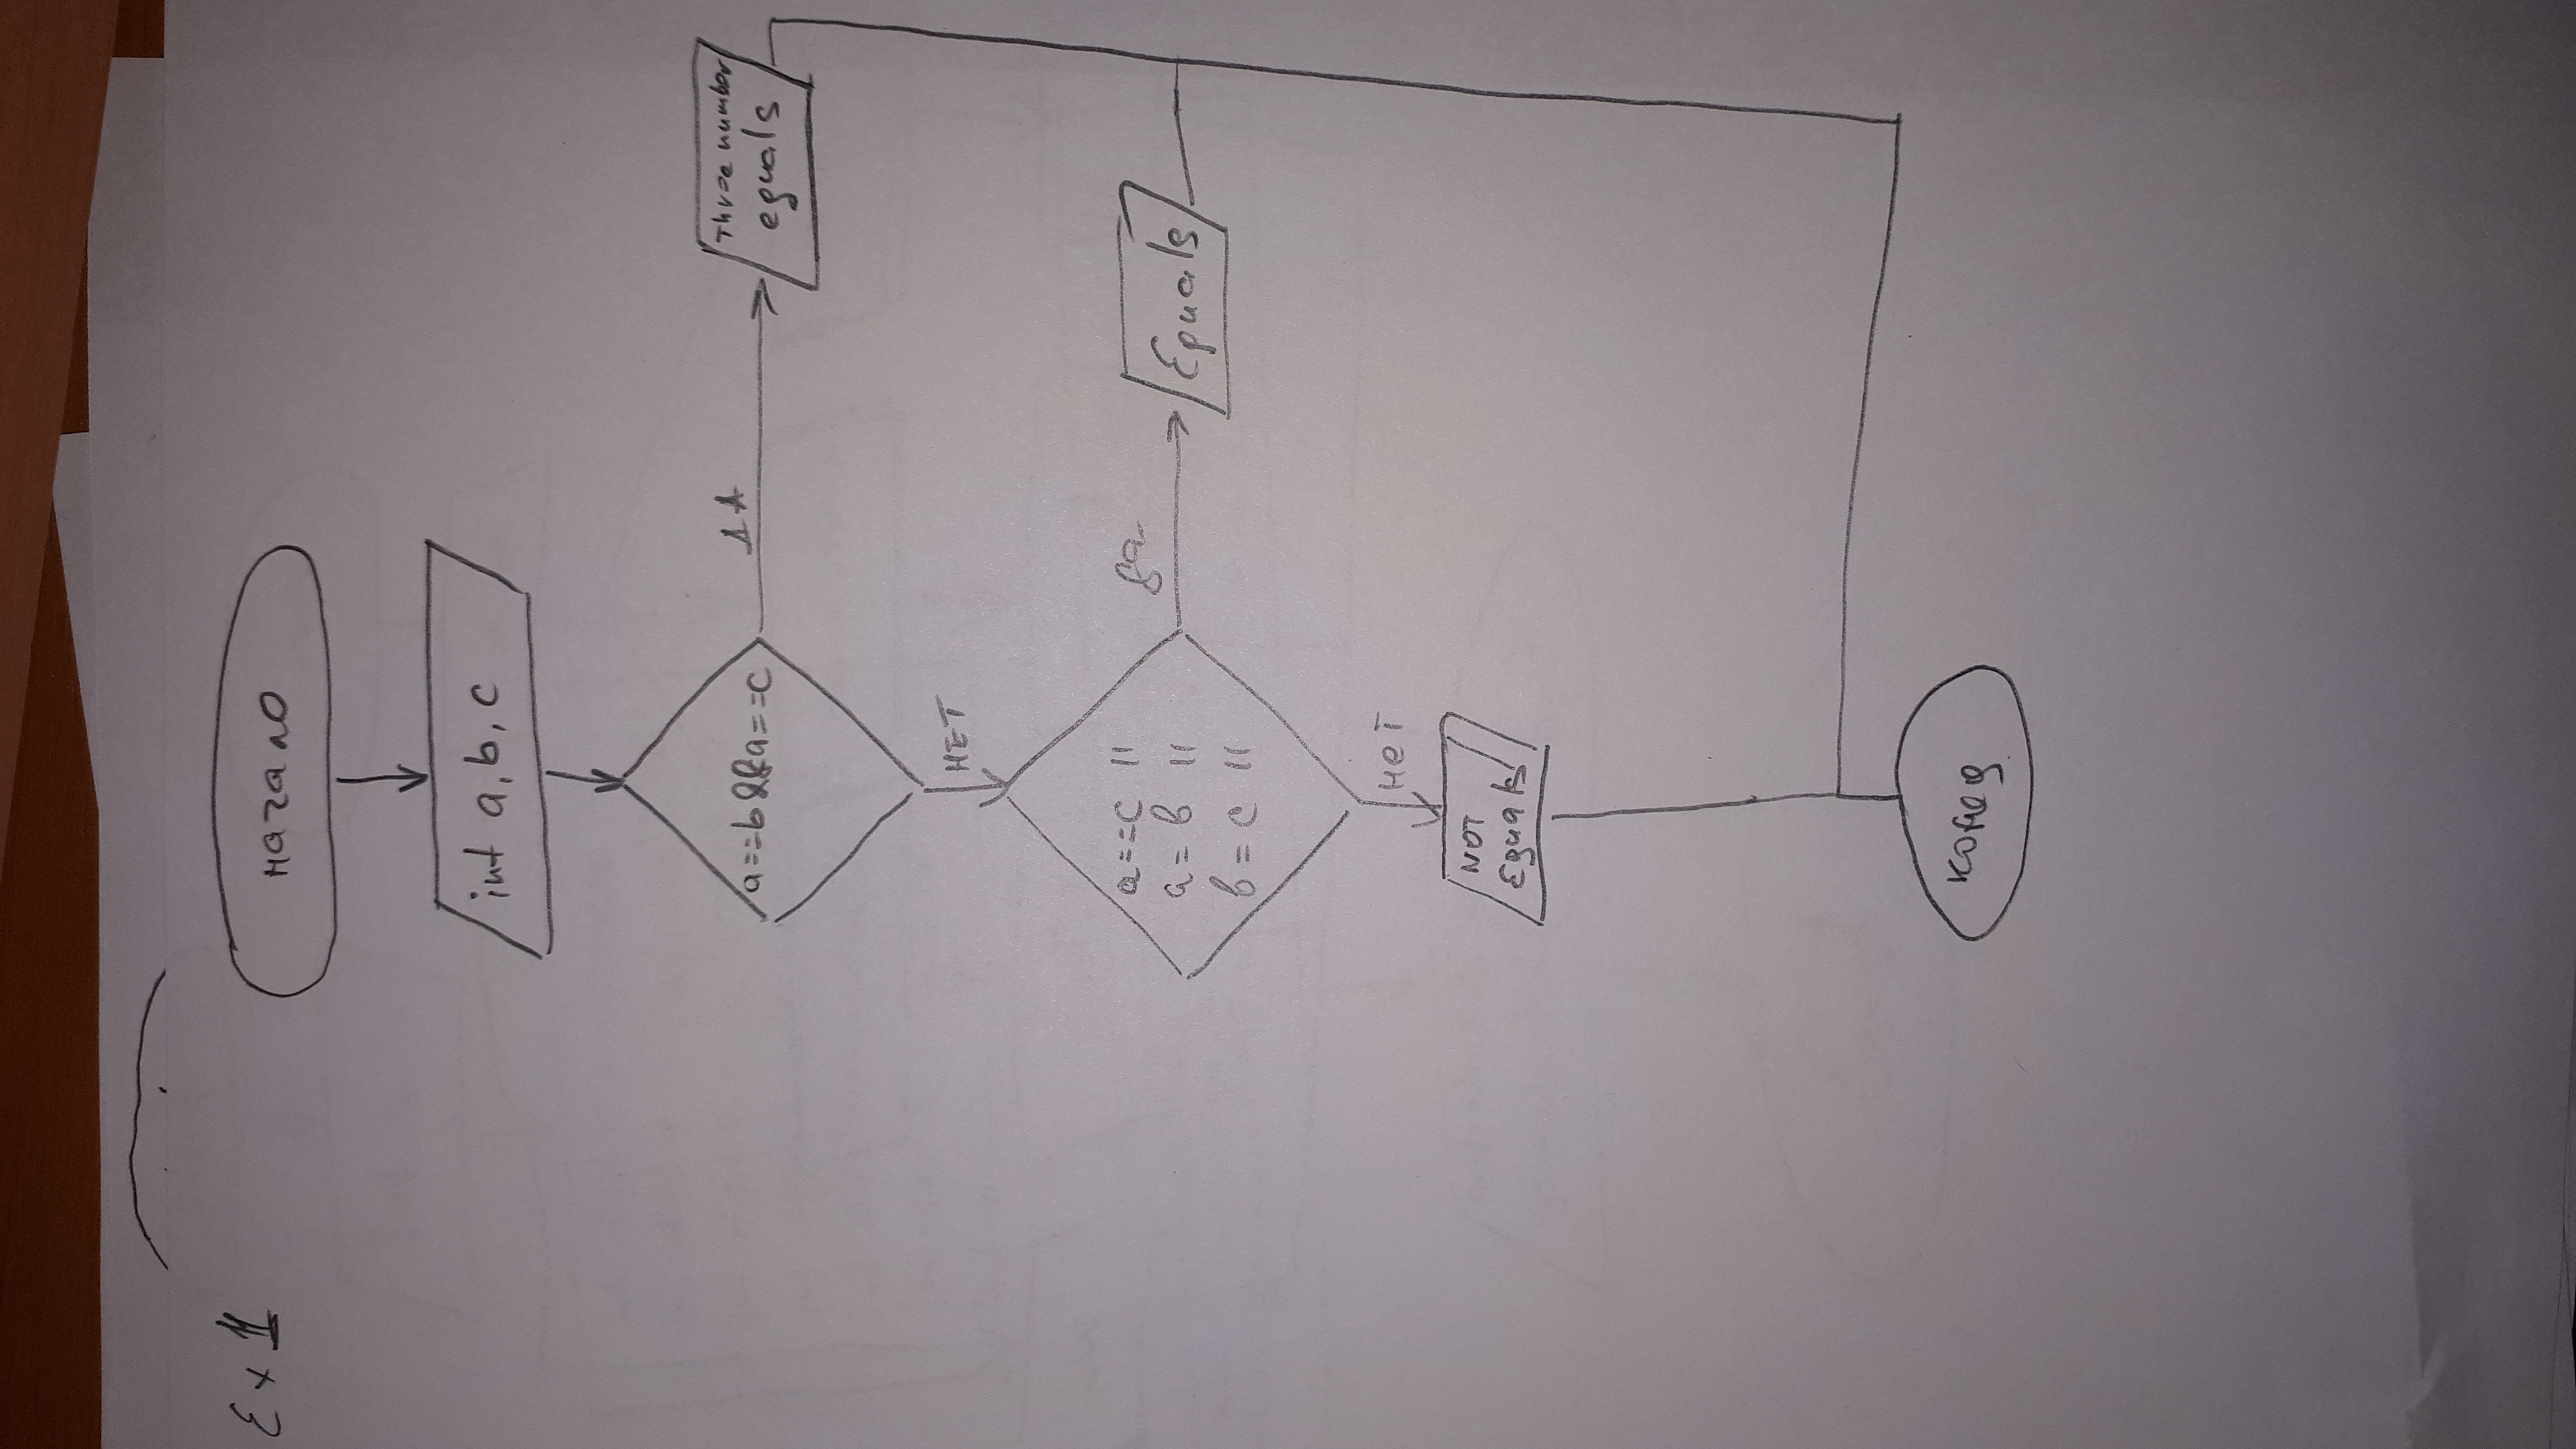 Ex 1
начало
int a, b, c
a==b&&a==c
ДА
Three number
equals
НЕТ
a==c ||
a= b ||
b= c ||
да
Equals
нет
NOT
Equals
конец